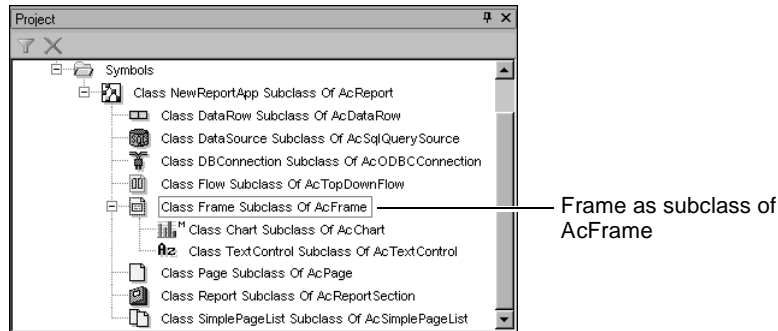 Project
Symbols
Class NewReportApp Subclass Of AcReport
Class DataRow Subclass Of AcDataRow
Class DataSource Subclass Of AcSqlQuerySource
Class DBConnection Subclass Of AcODBCConnection
Class Flow Subclass Of AcTopDownFlow
Class Frame Subclass Of AcFrame
Frame as subclass of
AcFrame
M Class Chart Subclass Of AcChart
Az Class TextControl Subclass Of AcTextControl
Class Page Subclass Of AcPage
Class Report Subclass Of AcReportSection
Class SimplePageList Subclass Of AcSimplePageList